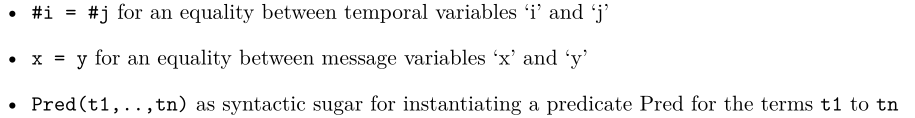 • #i = #j for an equality between temporal variables ‘i’ and ‘j’
• x = y for an equality between message variables ‘x’ and ‘y’
• Pred(t1,..,tn) as syntactic sugar for instantiating a predicate Pred for the terms t1 to tn